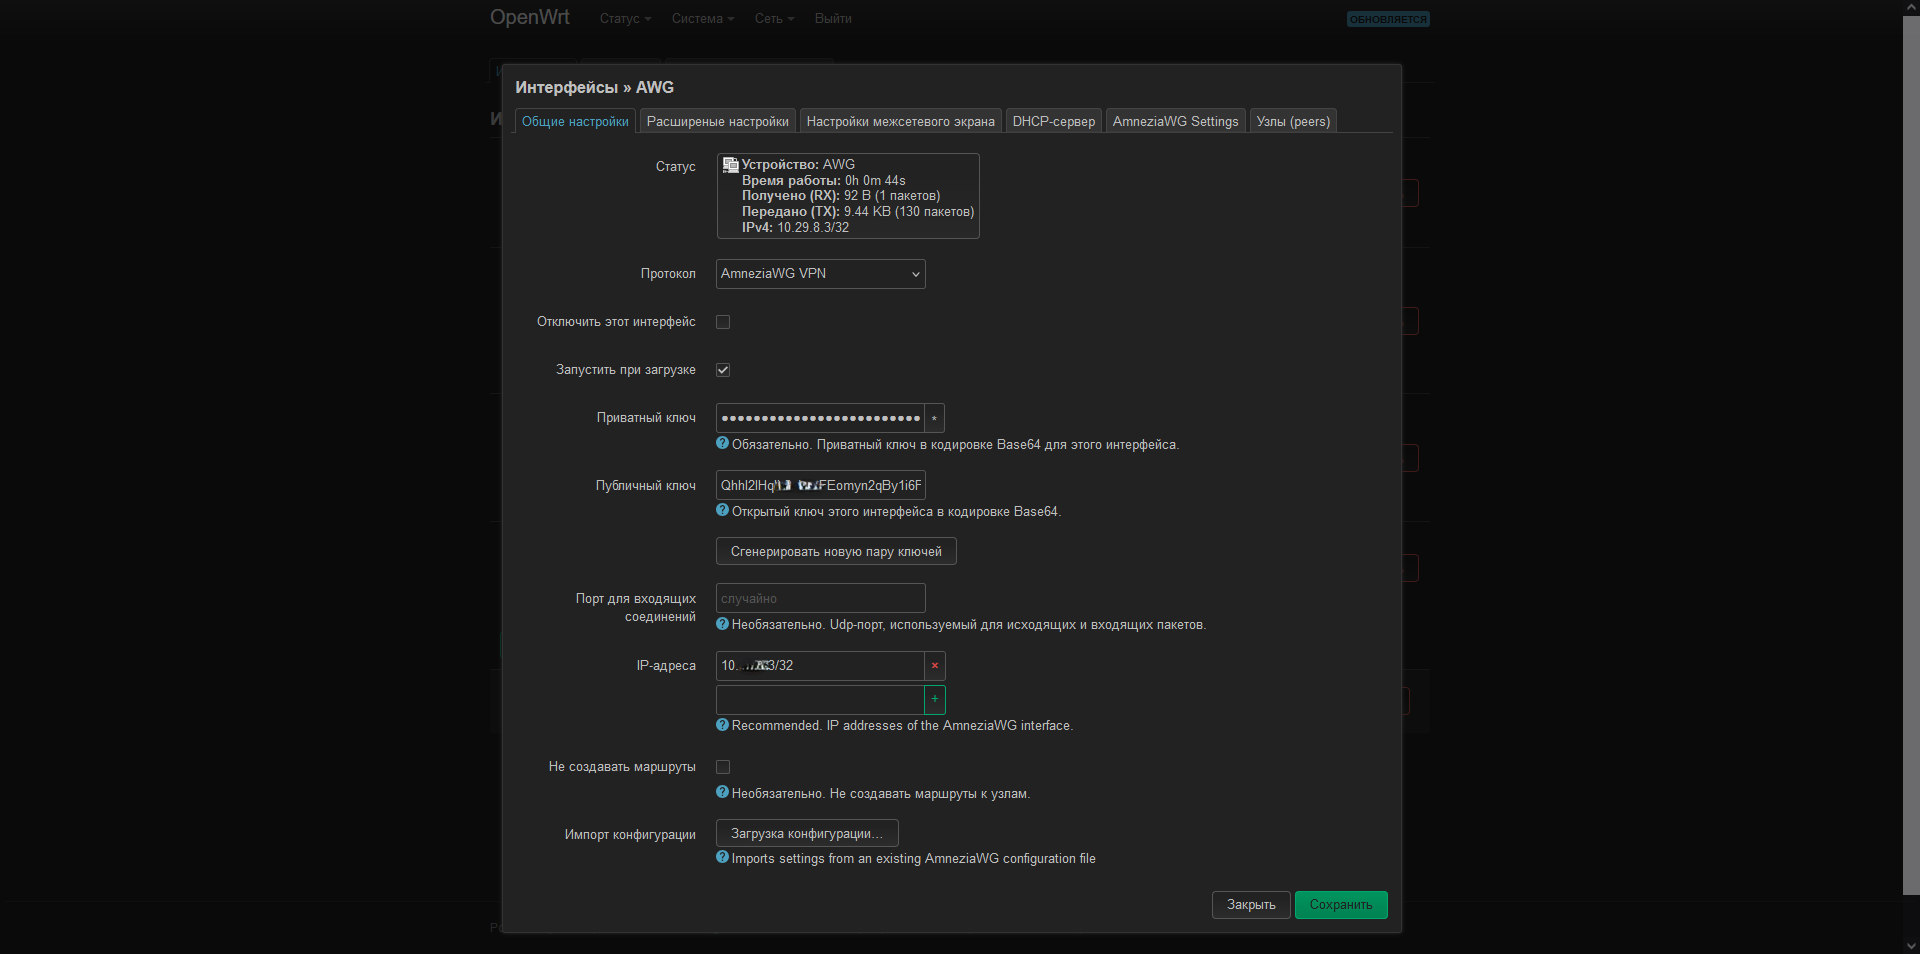 OpenWrt Статус Система Сеть Выйти ОБНОВЛЯЕТСЯ
Интерфейсы » AWG
Общие настройки Расширеные настройки Настройки межсетевого экрана DHCP-сервер AmneziaWG Settings Узлы (peers)
Статус
Устройство: AWG
Время работы: 0h 0m 44s
Получено (RX): 92 B (1 пакетов)
Передано (TX): 9.44 KB (130 пакетов)
IPv4: 10.29.8.3/32
Протокол AmneziaWG VPN
Отключить этот интерфейс
Запустить при загрузке
Приватный ключ *
Обязательно. Приватный ключ в кодировке Base64 для этого интерфейса.
Публичный ключ
Открытый ключ этого интерфейса в кодировке Base64.
Сгенерировать новую пару ключей
Порт для входящих
соединений
случайно
Необязательно. Udp-порт, используемый для исходящих и входящих пакетов.
IP-адреса 10. 3/32 ×
+
Recommended. IP addresses of the AmneziaWG interface.
Не создавать маршруты
Необязательно. Не создавать маршруты к узлам.
Импорт конфигурации Загрузка конфигурации...
Imports settings from an existing AmneziaWG configuration file
Закрыть Сохранить